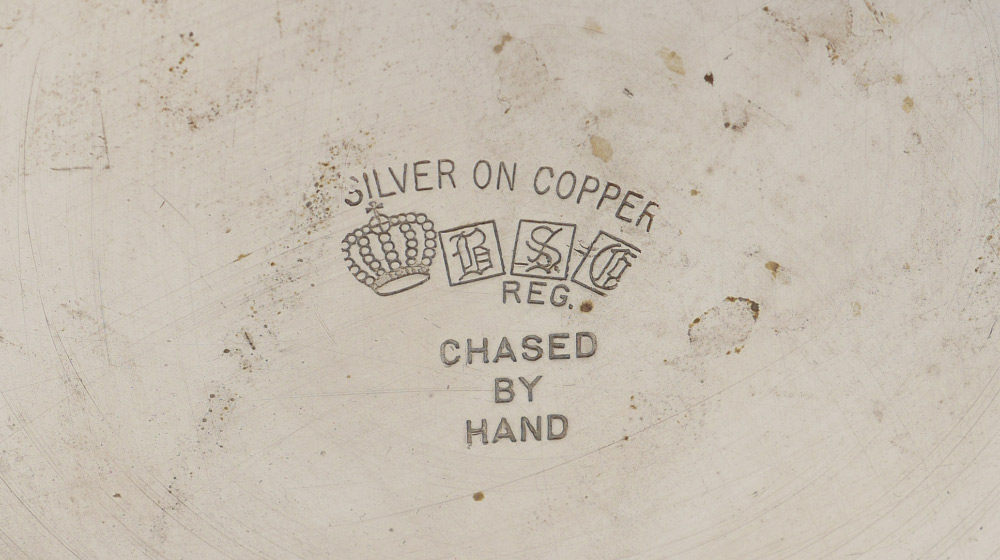 SILVER ON COPPER
B S C
REG.
CHASED
BY
HAND